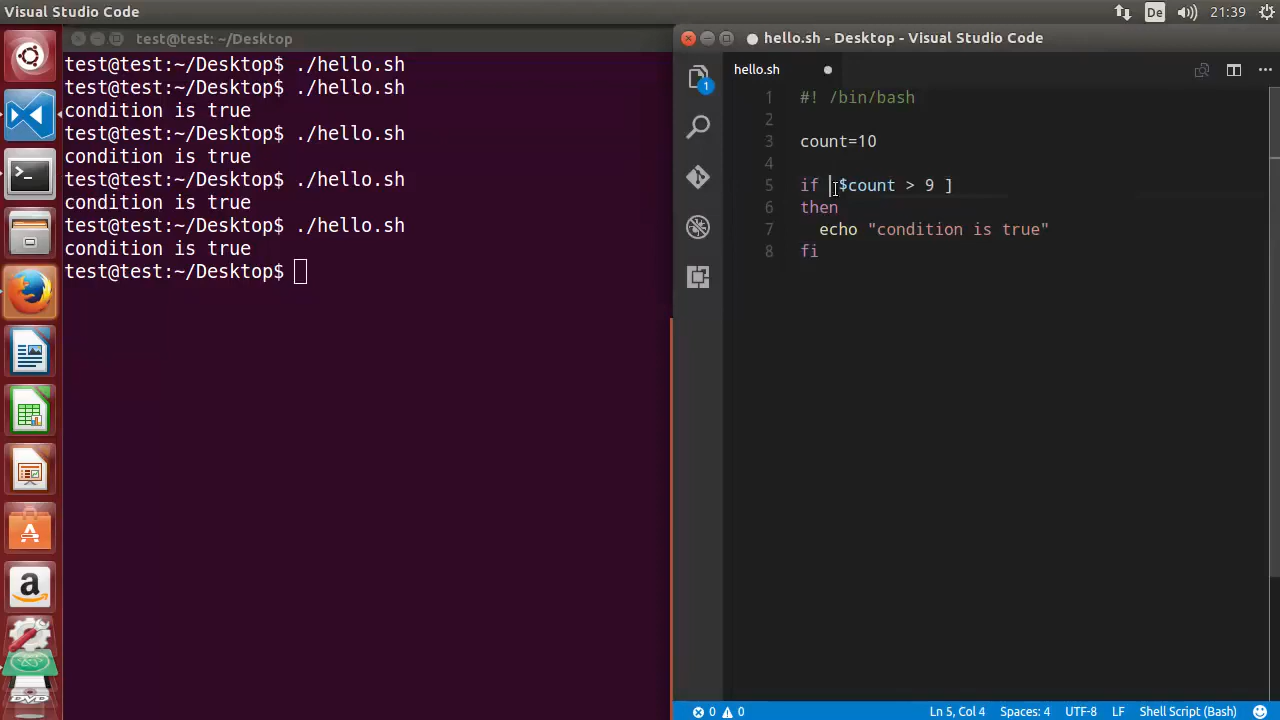 Visual Studio Code
De
21:39
test@test: ~/Desktop
test@test:~/Desktop$ ./hello.sh
test@test:~/Desktop$ ./hello.sh
condition is true
test@test:~/Desktop$ ./hello.sh
condition is true
test@test:~/Desktop$ ./hello.sh
condition is true
test@test:~/Desktop$ ./hello.sh
condition is true
test@test:~/Desktop$
hello.sh - Desktop - Visual Studio Code
hello.sh
1
1 #! /bin/bash
2
3 count=10
4
5 if $count > 9 ]
6 then
7 echo "condition is true"
8 fi
0 0
Ln 5, Col 4
Spaces: 4
UTF-8
LF
Shell Script (Bash)